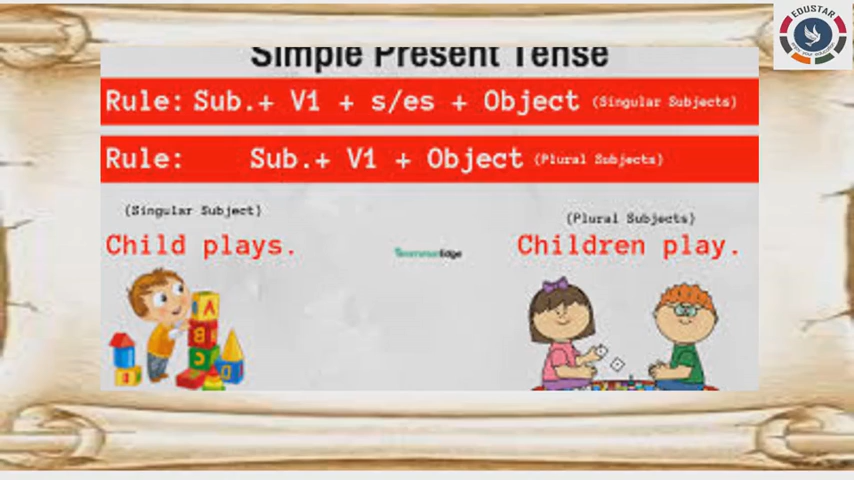 EDUSTAR
Simple Present Tense
Rule: Sub.+ V1 + s/es + Object (Singular Subjects)
Rule: Sub.+ V1 + Object (Plural Subjects)
(Singular Subject)
(Plural Subjects)
Child plays.
Children play.
GrammarEdge
A
B
C
D